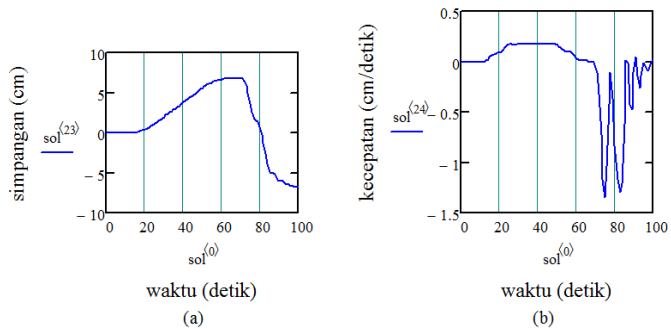 simpangan (cm)
sol⟨23⟩
10
5
0
− 5
− 10
0 20 40 60 80 100
sol⟨0⟩
waktu (detik)
(a)
kecepatan (cm/detik)
sol⟨24⟩
0.5
0
− 0.5
− 1
− 1.5
0 20 40 60 80 100
sol⟨0⟩
waktu (detik)
(b)